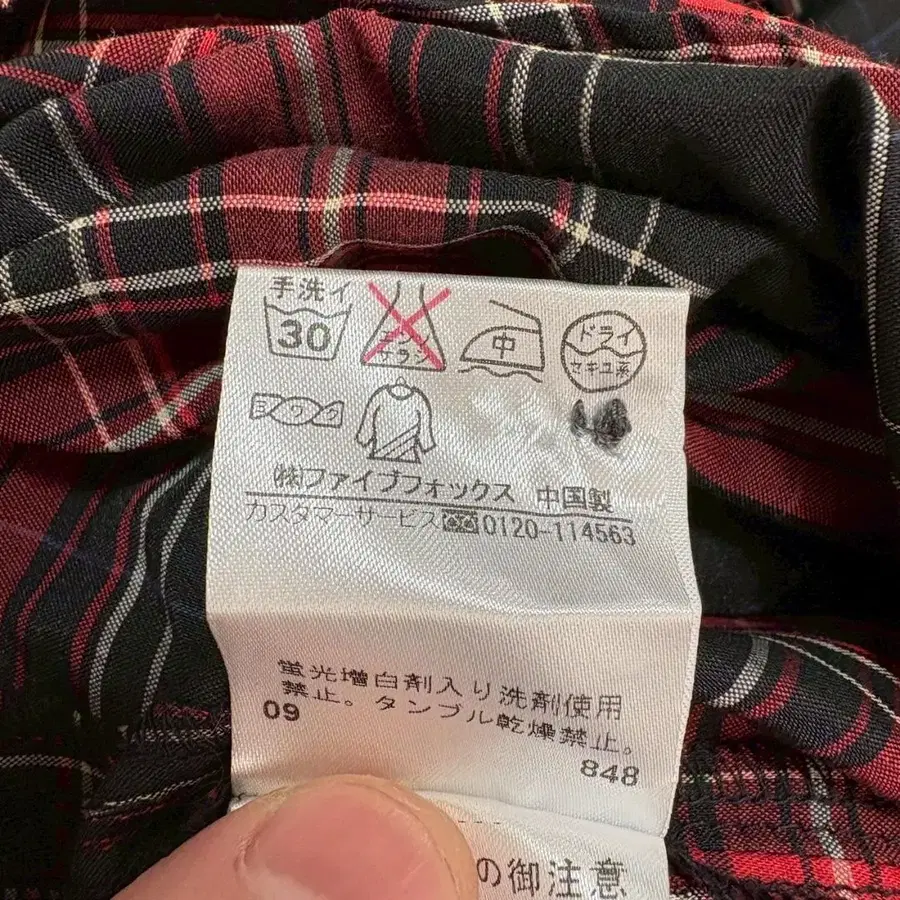 手洗イ
30
エンソ
サラシ
中
ドライ
セキユ系
ヨワク
㈱ファイブフォックス 中国製
カスタマーサービス 0120-114563
蛍光増白剤入り洗剤使用
禁止。タンブル乾燥禁止。
09
848
の御注意